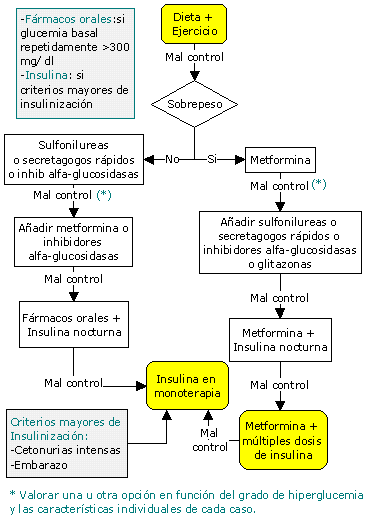 -Fármacos orales:si
glucemia basal
repetidamente >300
mg/ dl
-Insulina: si
criterios mayores de
insulinización
Dieta +
Ejercicio
Mal control
Sobrepeso
No
Si
Sulfonilureas
o secretagogos rápidos
o inhib alfa-glucosidasas
Metformina
Mal control (*)
Mal control (*)
Añadir metformina o
inhibidores
alfa-glucosidasas
Añadir sulfonilureas o
secretagogos rápidos o
inhibidores alfa-glucosidasas
o glitazonas
Mal control
Mal control
Fármacos orales +
Insulina nocturna
Metformina +
Insulina nocturna
Mal control
Mal control
Insulina en
monoterapia
Criterios mayores de
Insulinización:
-Cetonurias intensas
-Embarazo
Mal
control
Metformina +
múltiples dosis
de insulina
* Valorar una u otra opción en función del grado de hiperglucemia
y las características individuales de cada caso.